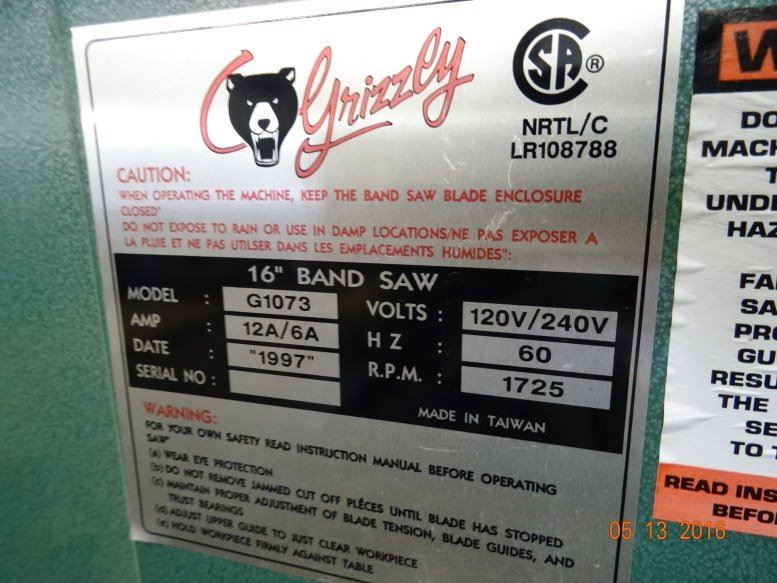 Grizzly
CSA ®
NRTL/C
LR108788
CAUTION:
WHEN OPERATING THE MACHINE, KEEP THE BAND SAW BLADE ENCLOSURE
CLOSED"
DO NOT EXPOSE TO RAIN OR USE IN DAMP LOCATIONS/NE PAS EXPOSER A
LA PLUIE ET NE PAS UTILSER DANS LES EMPLACEMENTS HUMIDES":
16" BAND SAW
MODEL : G1073
AMP : 12A/6A
DATE : "1997"
SERIAL NO :
VOLTS : 120V/240V
H Z : 60
R.P.M. : 1725
MADE IN TAIWAN
WARNING:
FOR YOUR OWN SAFETY READ INSTRUCTION MANUAL BEFORE OPERATING
SAW"
(a) WEAR EYE PROTECTION
(b) DO NOT REMOVE JAMMED CUT OFF PLÉCES UNTIL BLADE HAS STOPPED
(c) MAINTAIN PROPER ADJUSTMENT OF BLADE TENSION, BLADE GUIDES, AND
TRUST BEARINGS
(d) ADJUST UPPER GUIDE TO JUST CLEAR WORKPIECE
(e) HOLD WORKPIECE FIRMLY AGAINST TABLE
W
DO
MACH
T
UNDE
HAZ
FA
SA
PRO
GU
RESU
THE
SE
TO T
READ INS
BEFO
05 13 2016